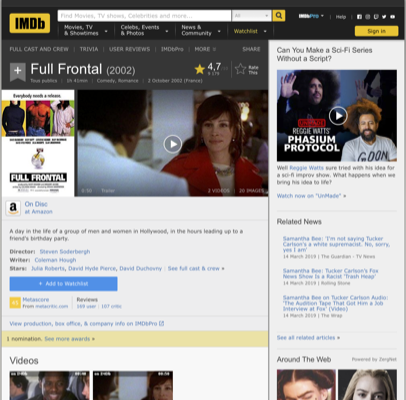 IMDb
Find Movies, TV shows, Celebrities and more...
All
IMDbPro
Help
Movies, TV
& Showtimes
Celebs, Events
& Photos
News &
Community
Watchlist
Sign in
FULL CAST AND CREW | TRIVIA | USER REVIEWS | IMDbPro | MORE
SHARE
+
Full Frontal (2002)
4,7
Rate
This
Tous publics | 1h 41min | Comedy, Romance | 2 October 2002 (France)
Everybody needs a release.
FULL FRONTAL
Trailer
2 VIDEOS | 20 IMAGES
a
On Disc
at Amazon
A day in the life of a group of men and women in Hollywood, in the hours leading up to a
friend's birthday party.
Director: Steven Soderbergh
Writer: Coleman Hough
Stars: Julia Roberts, David Hyde Pierce, David Duchovny | See full cast & crew »
+ Add to Watchlist
Metascore
From metacritic.com
Reviews
169 user | 107 critic
View production, box office, & company info on IMDbPro
1 nomination. See more awards »
Videos
Can You Make a Sci-Fi Series
Without a Script?
REGGIE WATTS'
PHASIUM
PROTOCOL
Well Reggie Watts sure tried with his idea for
a sci-fi improv show. What happens when we
bring his idea to life?
Watch now on "UnMade" »
Related News
Samantha Bee: 'I'm not saying Tucker
Carlson's a white supremacist. No, sorry,
yes I am'
14 March 2019 | The Guardian - TV News
Samantha Bee: Tucker Carlson's Fox
News Show Is a Racist 'Trash Heap'
14 March 2019 | Rolling Stone
Samantha Bee on Tucker Carlson Audio:
'The Audition Tape That Got Him a Job
Interview at Fox' (Video)
14 March 2019 | The Wrap
See all related articles »
Around The Web
Powered by ZergNet